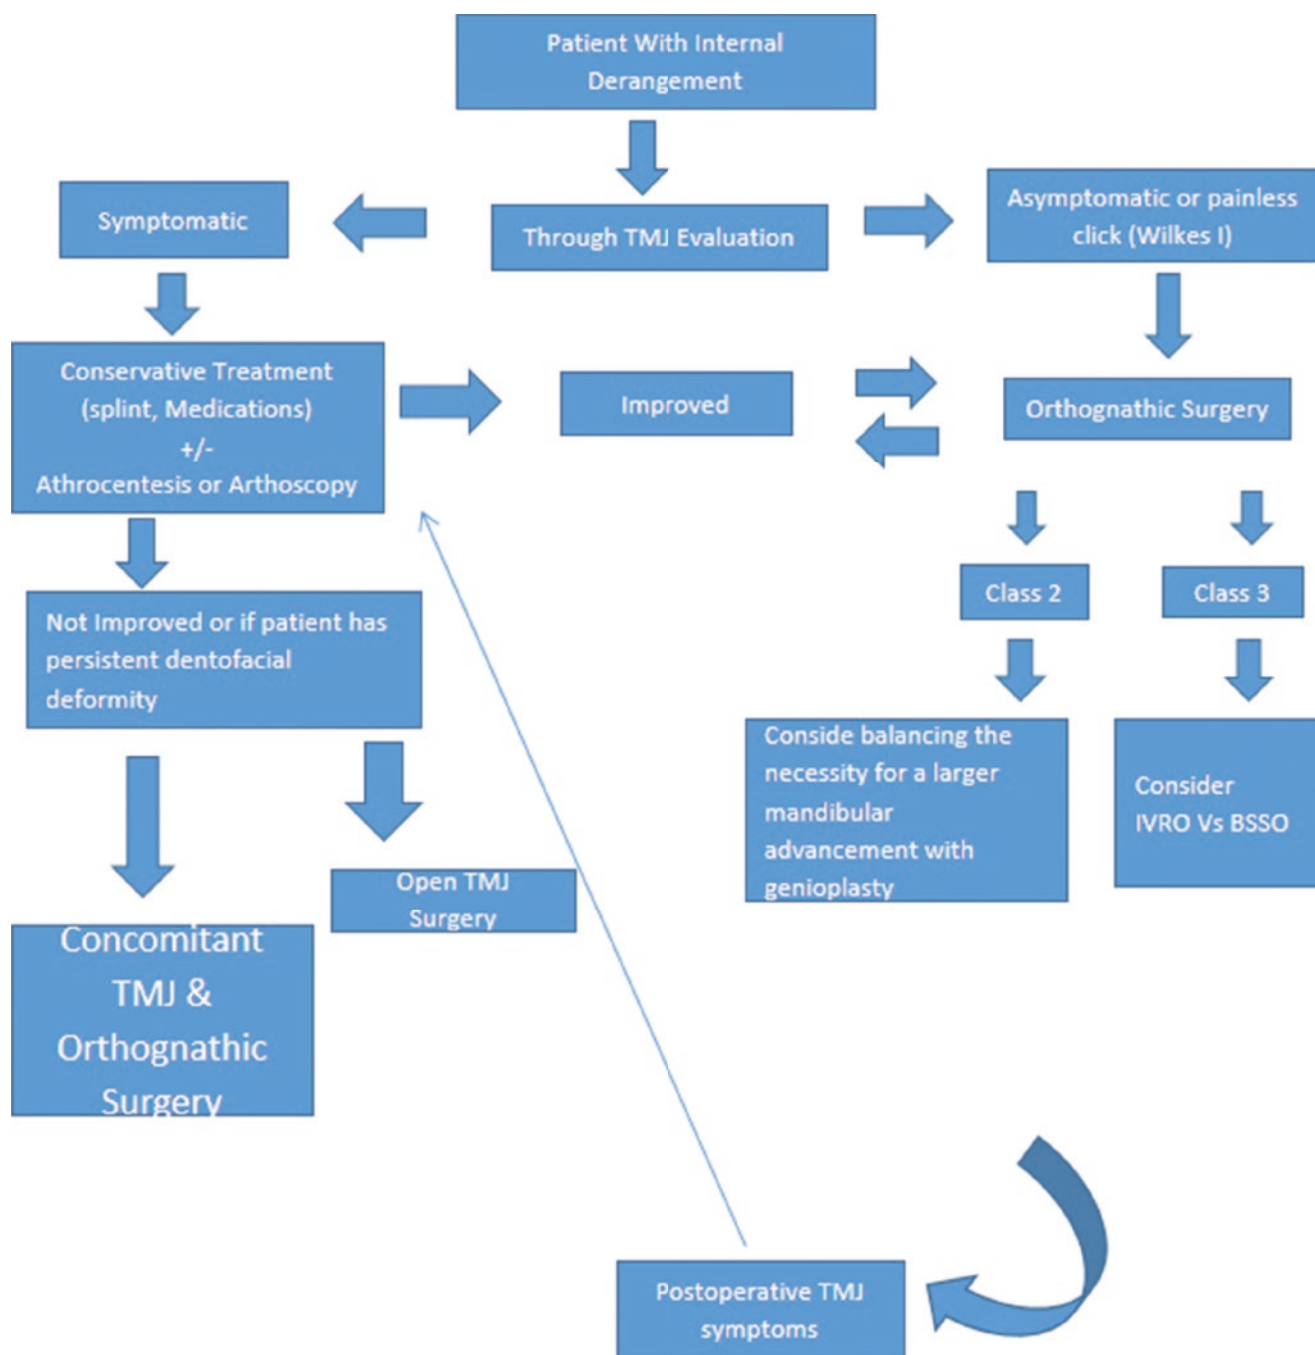 Patient With Internal
Derangement
Symptomatic
Through TMJ Evaluation
Asymptomatic or painless
click (Wilkes I)
Conservative Treatment
(splint, Medications)
+/-
Athrocentesis or Arthoscopy
Improved
Orthognathic Surgery
Class 2
Class 3
Not Improved or if patient has
persistent dentofacial
deformity
Conside balancing the
necessity for a larger
mandibular
advancement with
genioplasty
Consider
IVRO Vs BSSO
Open TMJ
Surgery
Concomitant
TMJ &
Orthognathic
Surgery
Postoperative TMJ
symptoms